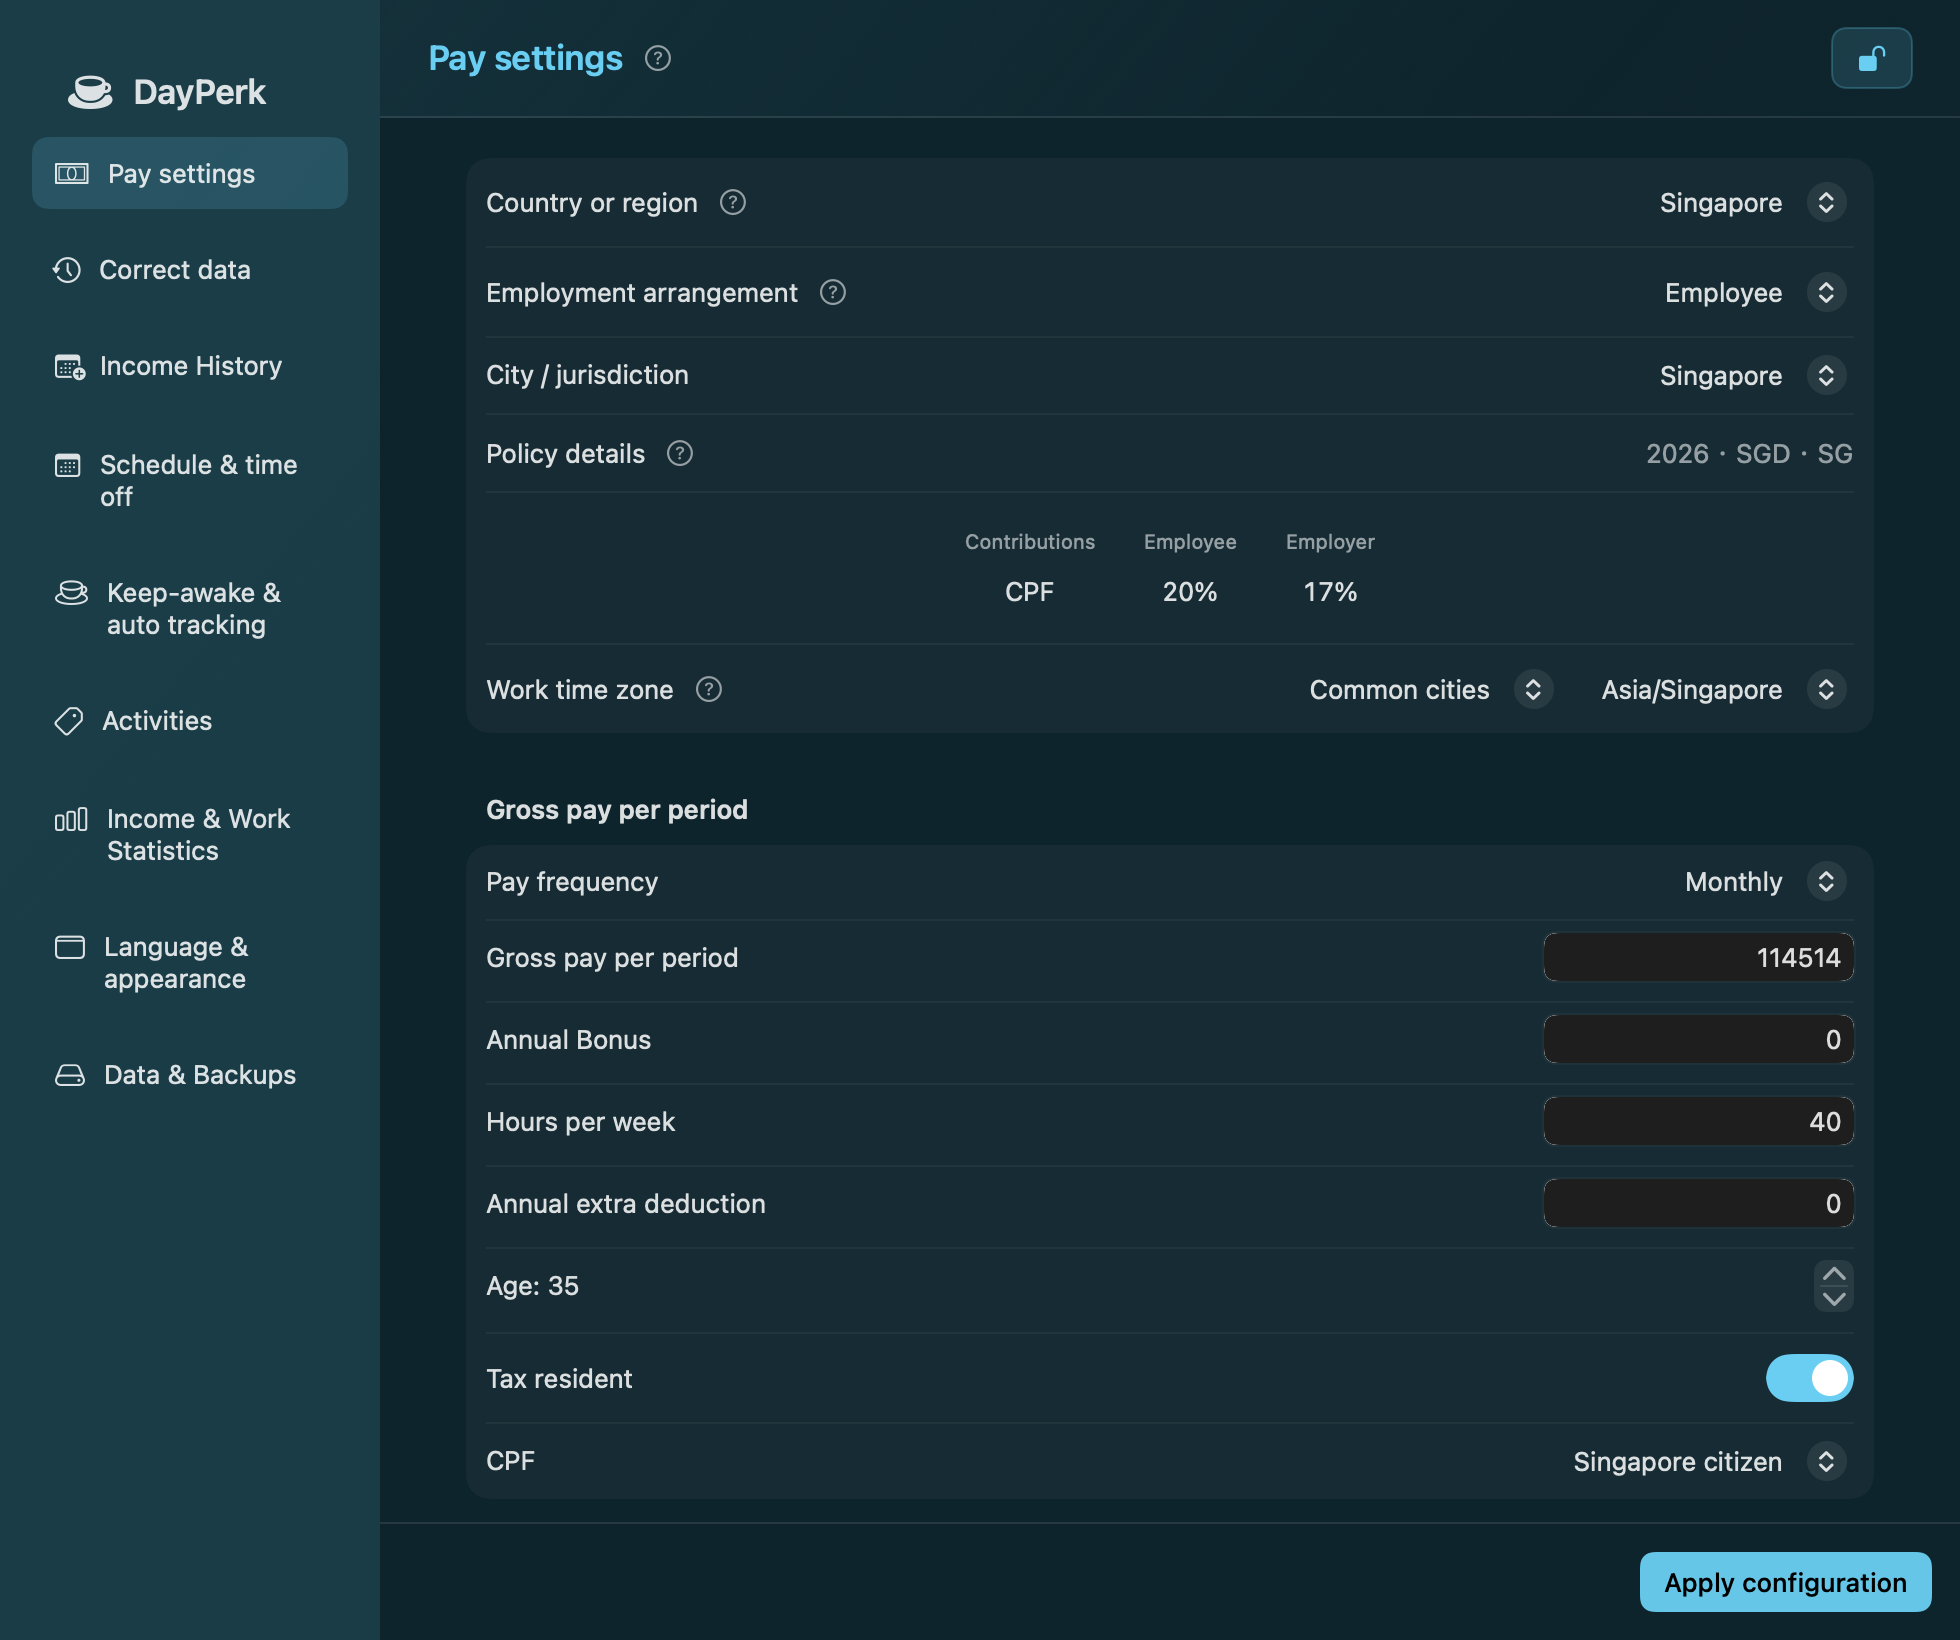 DayPerk
Pay settings
Correct data
Income History
Schedule & time
off
Keep-awake &
auto tracking
Activities
Income & Work
Statistics
Language &
appearance
Data & Backups
Pay settings ?
Country or region ? Singapore
Employment arrangement ? Employee
City / jurisdiction Singapore
Policy details ? 2026 · SGD · SG
Contributions Employee Employer
CPF 20% 17%
Work time zone ? Common cities Asia/Singapore
Gross pay per period
Pay frequency Monthly
Gross pay per period 114514
Annual Bonus 0
Hours per week 40
Annual extra deduction 0
Age: 35
Tax resident
CPF Singapore citizen
Apply configuration